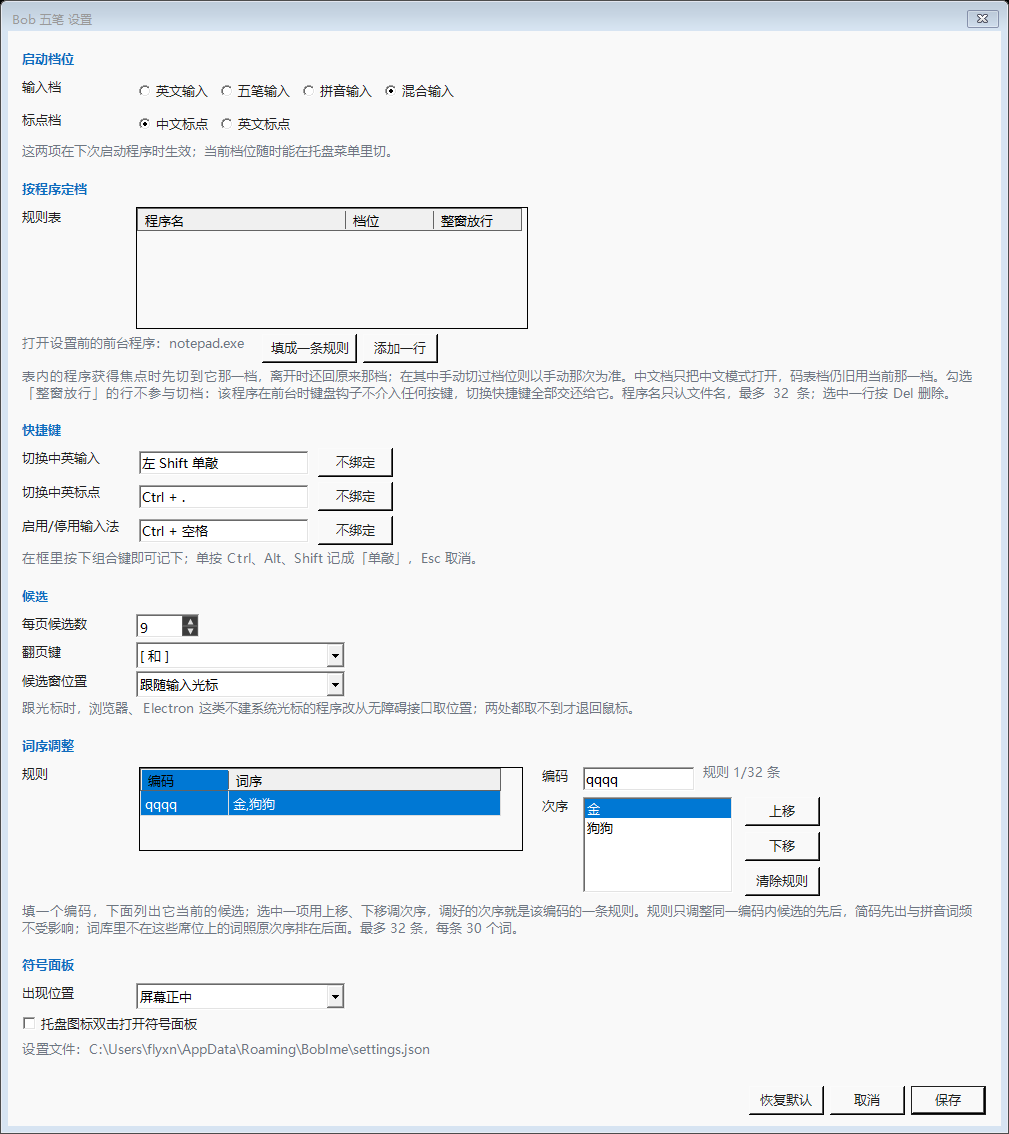 Bob 五笔 设置
启动档位
输入档 英文输入 五笔输入 拼音输入 混合输入
标点档 中文标点 英文标点
这两项在下次启动程序时生效；当前档位随时能在托盘菜单里切。
按程序定档
规则表 程序名 档位 整窗放行
打开设置前的前台程序：notepad.exe 填成一条规则 添加一行
表内的程序获得焦点时先切到它那一档，离开时还回原来那档；在其中手动切过档位则以手动那次为准。中文档只把中文模式打开，码表档仍旧用当前那一档。勾选
「整窗放行」的行不参与切档：该程序在前台时键盘钩子不介入任何按键，切换快捷键全部交还给它。程序名只认文件名，最多 32 条；选中一行按 Del 删除。
快捷键
切换中英输入 左 Shift 单敲 不绑定
切换中英标点 Ctrl + . 不绑定
启用/停用输入法 Ctrl + 空格 不绑定
在框里按下组合键即可记下；单按 Ctrl、Alt、Shift 记成「单敲」，Esc 取消。
候选
每页候选数 9
翻页键 [ 和 ]
候选窗位置 跟随输入光标
跟光标时，浏览器、Electron 这类不建系统光标的程序改从无障碍接口取位置；两处都取不到才退回鼠标。
词序调整
规则 编码 词序 编码 qqqq 规则 1/32 条
qqqq 金,狗狗 次序 金 上移
狗狗
下移
清除规则
填一个编码，下面列出它当前的候选；选中一项用上移、下移调次序，调好的次序就是该编码的一条规则。规则只调整同一编码内候选的先后，简码先出与拼音词频
不受影响；词库里不在这些席位上的词照原次序排在后面。最多 32 条，每条 30 个词。
符号面板
出现位置 屏幕正中
托盘图标双击打开符号面板
设置文件：C:\Users\flyxn\AppData\Roaming\BobIme\settings.json
恢复默认 取消 保存